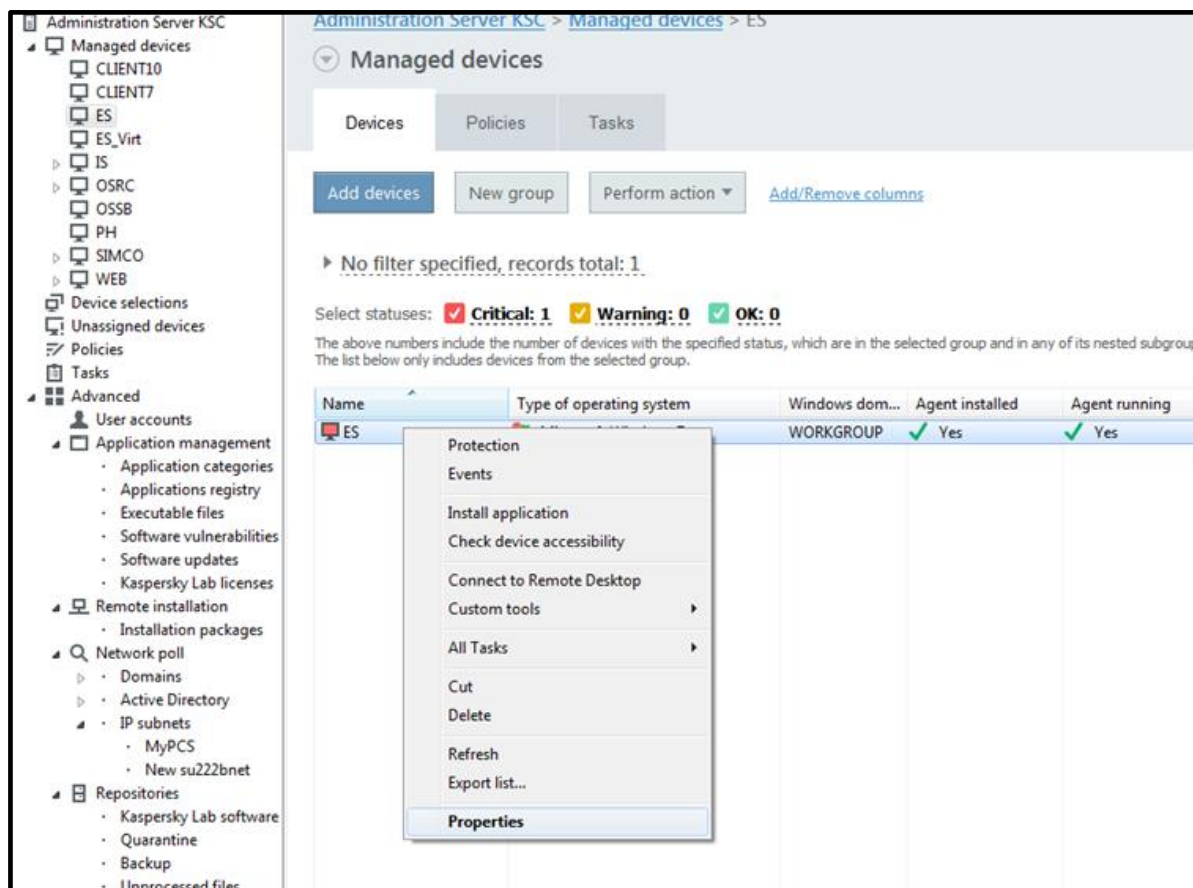 Administration Server KSC
Managed devices
CLIENT10
CLIENT7
ES
ES_Virt
IS
OSRC
OSSB
PH
SIMCO
WEB
Device selections
Unassigned devices
Policies
Tasks
Advanced
User accounts
Application management
Application categories
Applications registry
Executable files
Software vulnerabilities
Software updates
Kaspersky Lab licenses
Remote installation
Installation packages
Network poll
Domains
Active Directory
IP subnets
MyPCS
New su222bnet
Repositories
Kaspersky Lab software
Quarantine
Backup
Unprocessed files
Administration Server KSC > Managed devices > ES
Managed devices
Devices Policies Tasks
Add devices New group Perform action Add/Remove columns
No filter specified, records total: 1
Select statuses: Critical: 1 Warning: 0 OK: 0
The above numbers include the number of devices with the specified status, which are in the selected group and in any of its nested subgroup
The list below only includes devices from the selected group.
Name Type of operating system Windows dom... Agent installed Agent running
ES WORKGROUP Yes Yes
Protection
Events
Install application
Check device accessibility
Connect to Remote Desktop
Custom tools
All Tasks
Cut
Delete
Refresh
Export list...
Properties